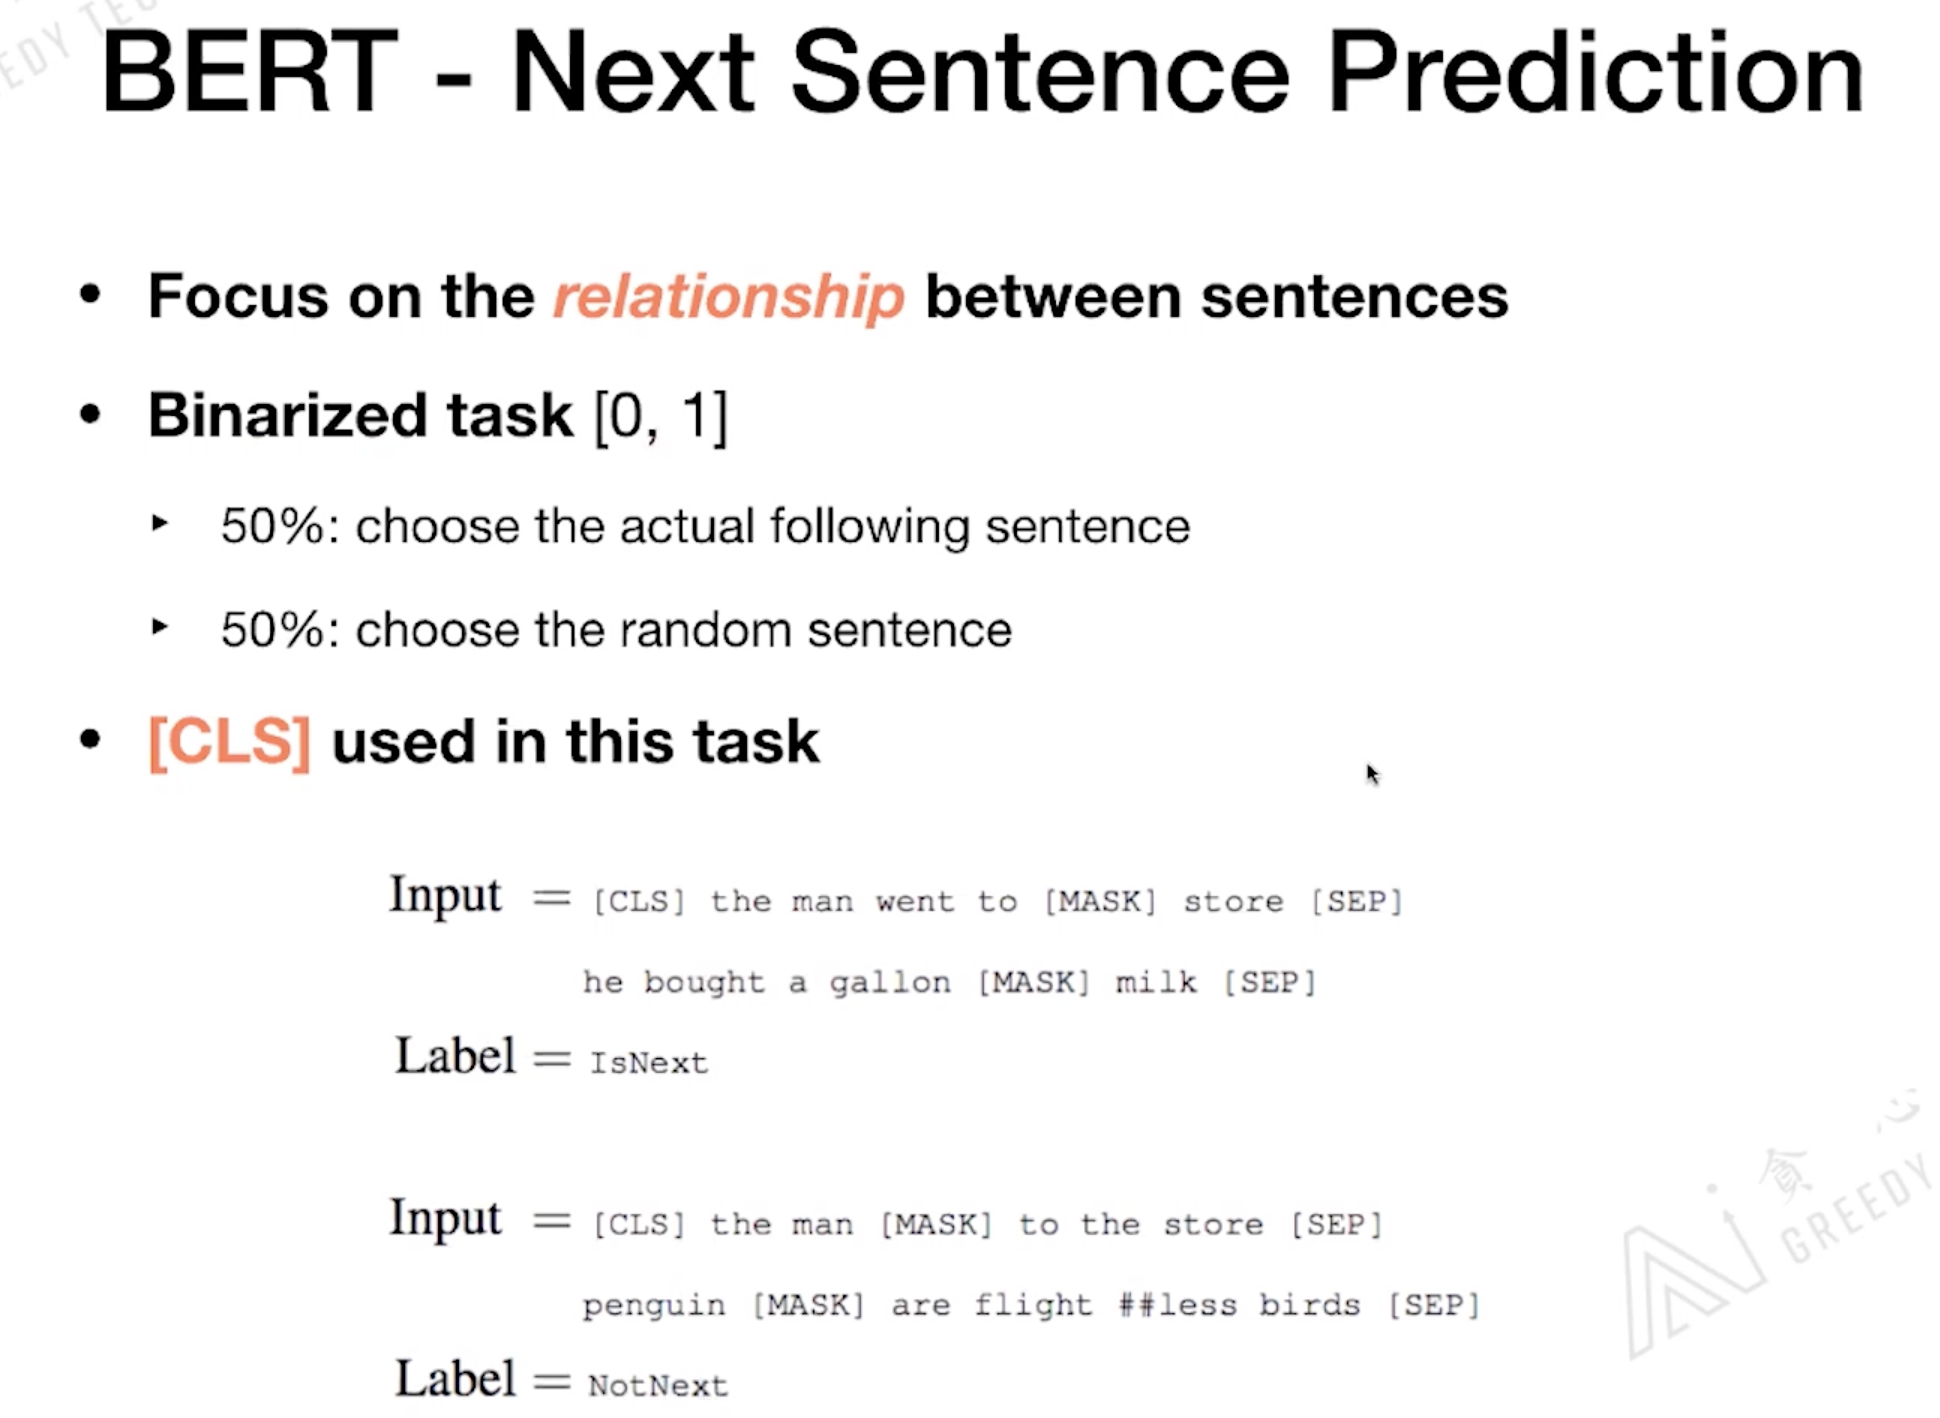 BERT - Next Sentence Prediction
• Focus on the relationship between sentences
• Binarized task [0, 1]
‣ 50%: choose the actual following sentence
‣ 50%: choose the random sentence
• [CLS] used in this task
Input = [CLS] the man went to [MASK] store [SEP]
he bought a gallon [MASK] milk [SEP]
Label = IsNext
Input = [CLS] the man [MASK] to the store [SEP]
penguin [MASK] are flight ##less birds [SEP]
Label = NotNext
贪
GREEDY